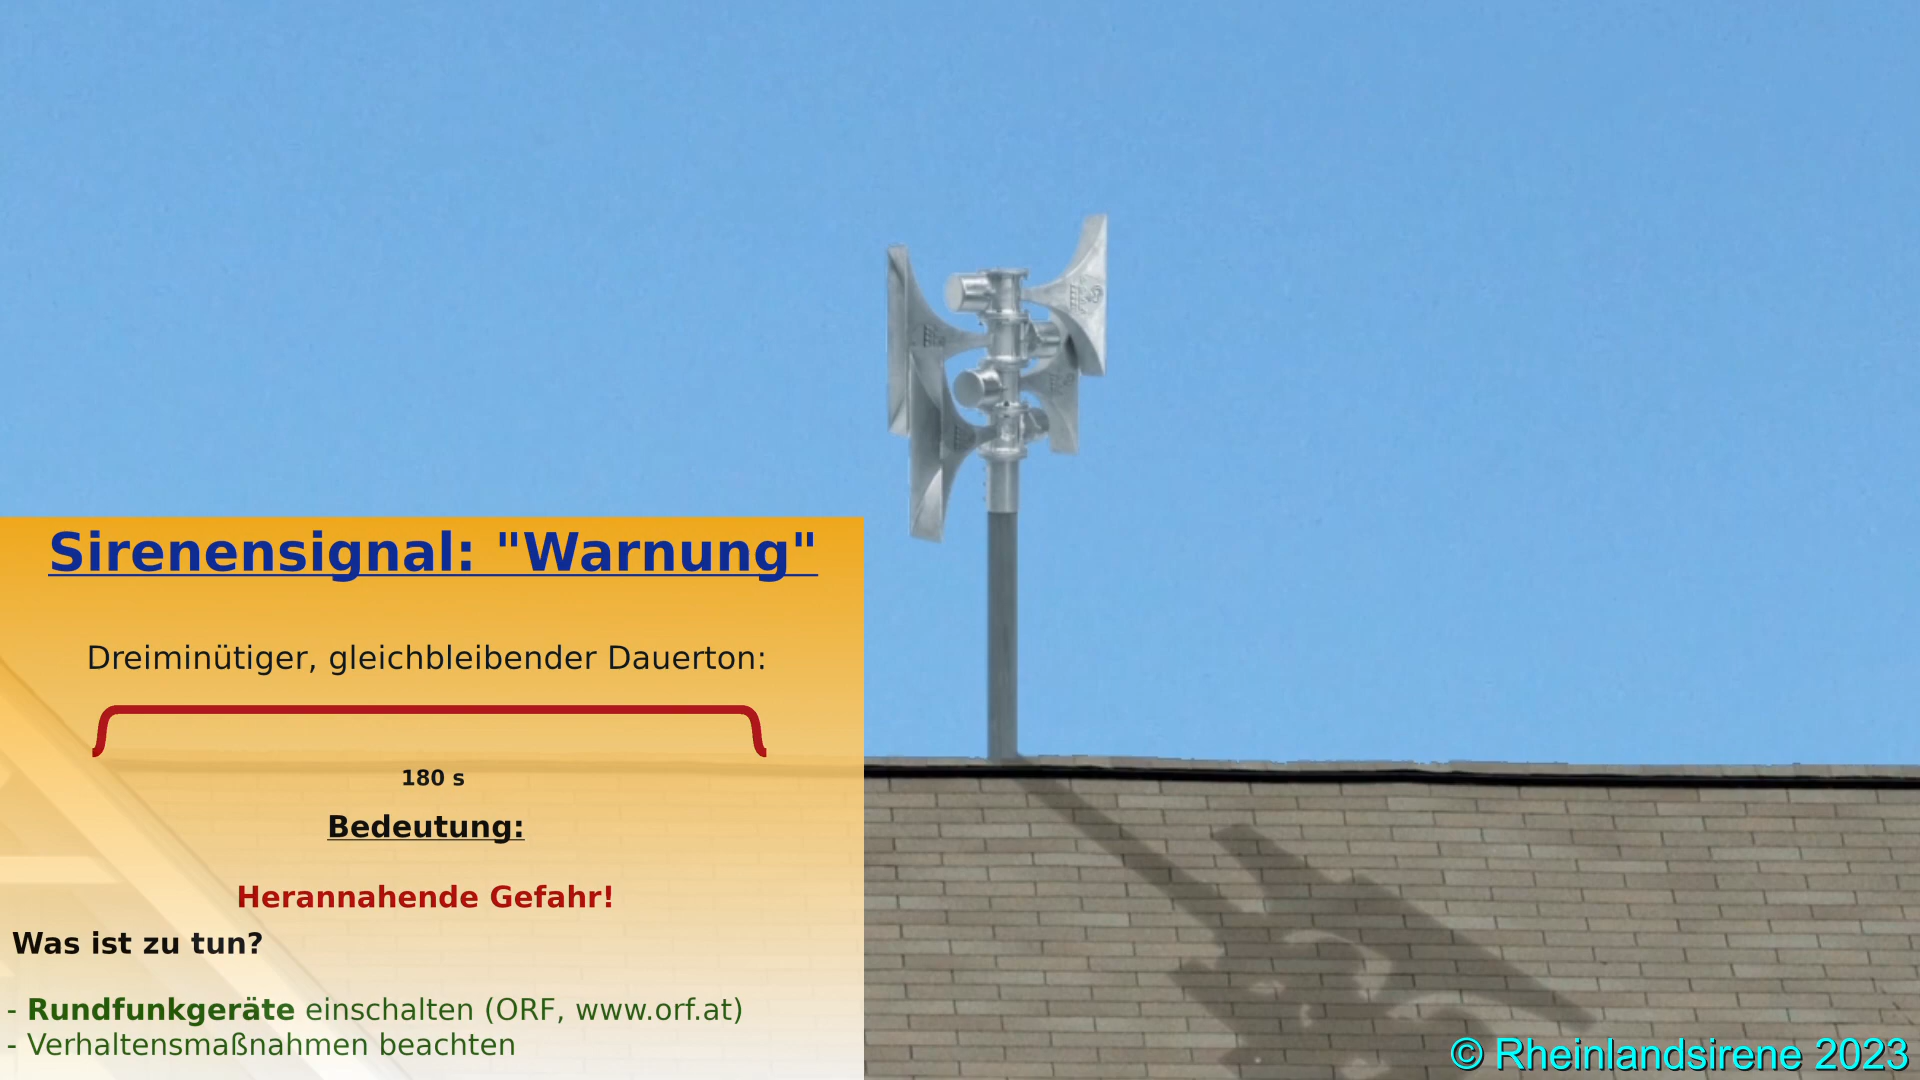 Sirenensignal: "Warnung"
Dreiminütiger, gleichbleibender Dauerton:
180 s
Bedeutung:
Herannahende Gefahr!
Was ist zu tun?
- Rundfunkgeräte einschalten (ORF, www.orf.at)
- Verhaltensmaßnahmen beachten
© Rheinlandsirene 2023